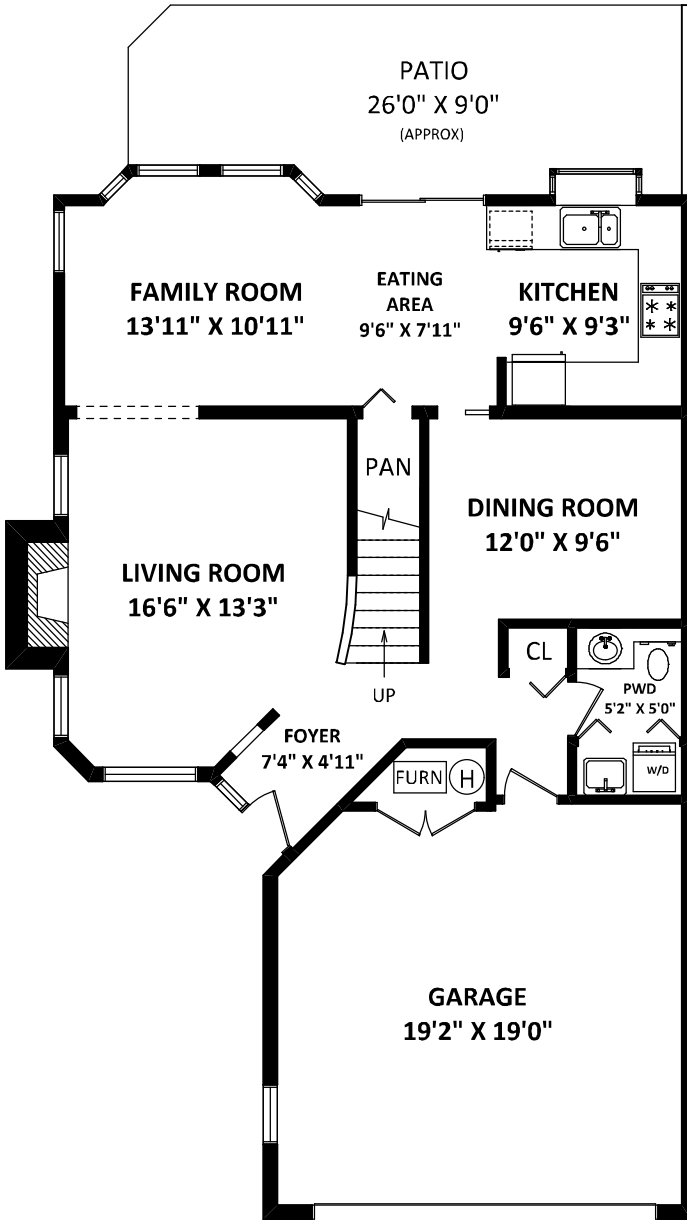 PATIO
26'0" X 9'0"
(APPROX)
FAMILY ROOM
13'11" X 10'11"
EATING
AREA
9'6" X 7'11"
KITCHEN
9'6" X 9'3"
PAN
DINING ROOM
12'0" X 9'6"
LIVING ROOM
16'6" X 13'3"
UP
CL
PWD
5'2" X 5'0"
FOYER
7'4" X 4'11"
FURN
H
W/D
GARAGE
19'2" X 19'0"